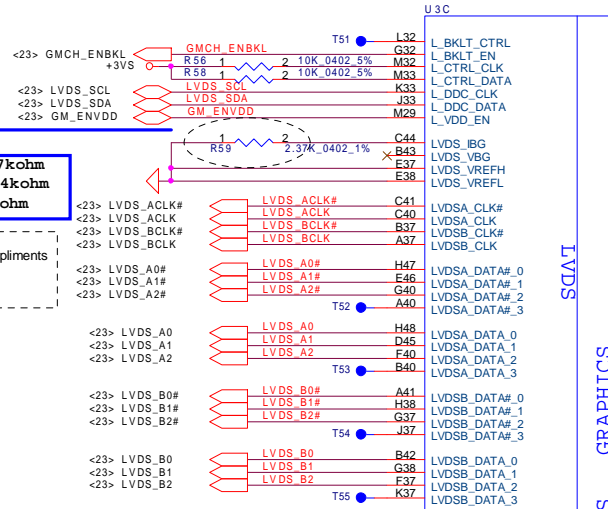 U3C
T51 L32 L_BKLT_CTRL
<23> GMCH_ENBKL GMCH_ENBKL G32 L_BKLT_EN
+3VS R56 1 2 10K_0402_5% M32 L_CTRL_CLK
R58 1 2 10K_0402_5% M33 L_CTRL_DATA
<23> LVDS_SCL LVDS_SCL K33 L_DDC_CLK
<23> LVDS_SDA LVDS_SDA J33 L_DDC_DATA
<23> GM_ENVDD GM_ENVDD M29 L_VDD_EN
R59 1 2 2.37K_0402_1% C44 LVDS_IBG
B43 LVDS_VBG
E37 LVDS_VREFH
E38 LVDS_VREFL
7kohm
4kohm
ohm
<23> LVDS_ACLK# LVDS_ACLK# C41 LVDSA_CLK#
<23> LVDS_ACLK LVDS_ACLK C40 LVDSA_CLK
<23> LVDS_BCLK# LVDS_BCLK# B37 LVDSB_CLK#
<23> LVDS_BCLK LVDS_BCLK A37 LVDSB_CLK
pliments
<23> LVDS_A0# LVDS_A0# H47 LVDSA_DATA#_0
<23> LVDS_A1# LVDS_A1# E46 LVDSA_DATA#_1
<23> LVDS_A2# LVDS_A2# G40 LVDSA_DATA#_2
T52 A40 LVDSA_DATA#_3
<23> LVDS_A0 LVDS_A0 H48 LVDSA_DATA_0
<23> LVDS_A1 LVDS_A1 D45 LVDSA_DATA_1
<23> LVDS_A2 LVDS_A2 F40 LVDSA_DATA_2
T53 B40 LVDSA_DATA_3
<23> LVDS_B0# LVDS_B0# A41 LVDSB_DATA#_0
<23> LVDS_B1# LVDS_B1# H38 LVDSB_DATA#_1
<23> LVDS_B2# LVDS_B2# G37 LVDSB_DATA#_2
T54 J37 LVDSB_DATA#_3
<23> LVDS_B0 LVDS_B0 B42 LVDSB_DATA_0
<23> LVDS_B1 LVDS_B1 G38 LVDSB_DATA_1
<23> LVDS_B2 LVDS_B2 F37 LVDSB_DATA_2
T55 K37 LVDSB_DATA_3
LVDS
GRAPHICS